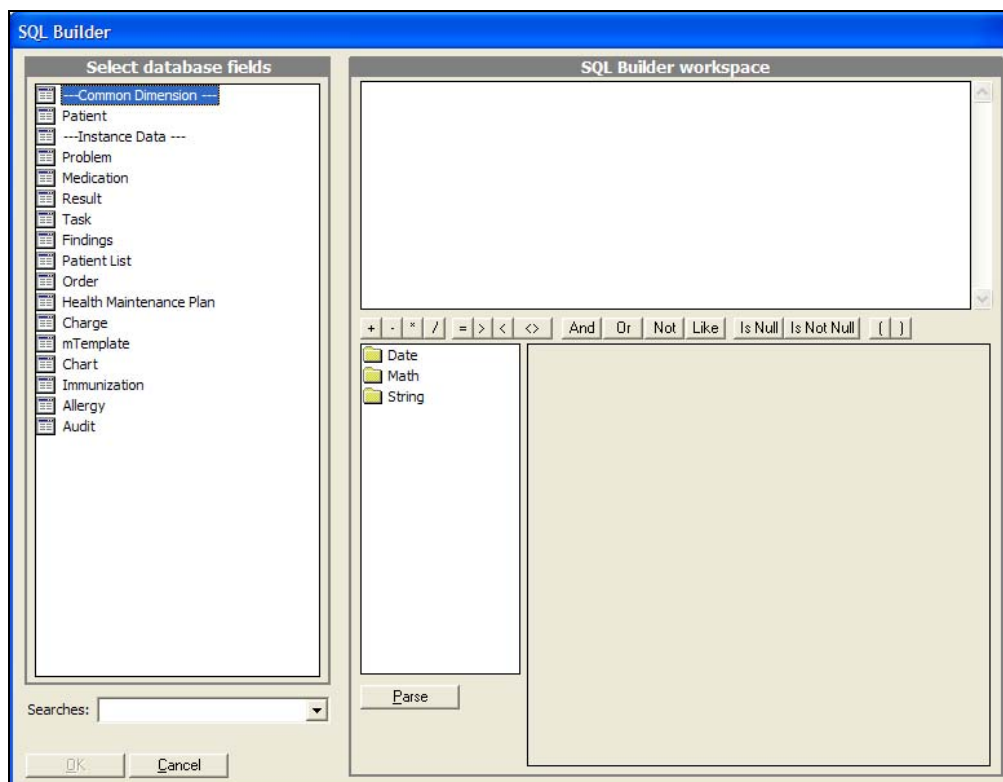 SQL Builder
Select database fields
---Common Dimension ---
Patient
---Instance Data ---
Problem
Medication
Result
Task
Findings
Patient List
Order
Health Maintenance Plan
Charge
mTemplate
Chart
Immunization
Allergy
Audit
Searches:
OK Cancel
SQL Builder workspace
+ - * / = > < <> And Or Not Like Is Null Is Not Null ( )
Date
Math
String
Parse